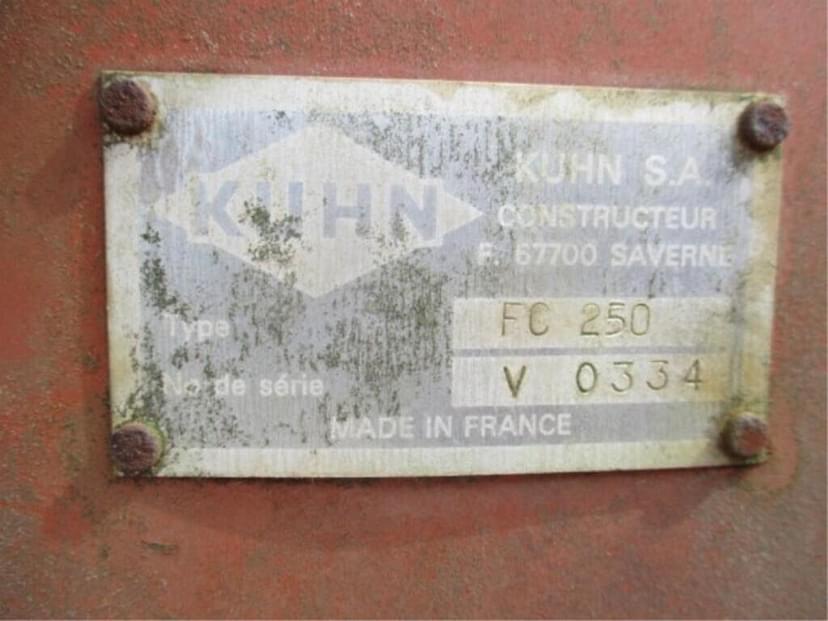 KUHN
KUHN S.A.
CONSTRUCTEUR
F. 67700 SAVERNE
Type FC 250
No de série V 0334
MADE IN FRANCE